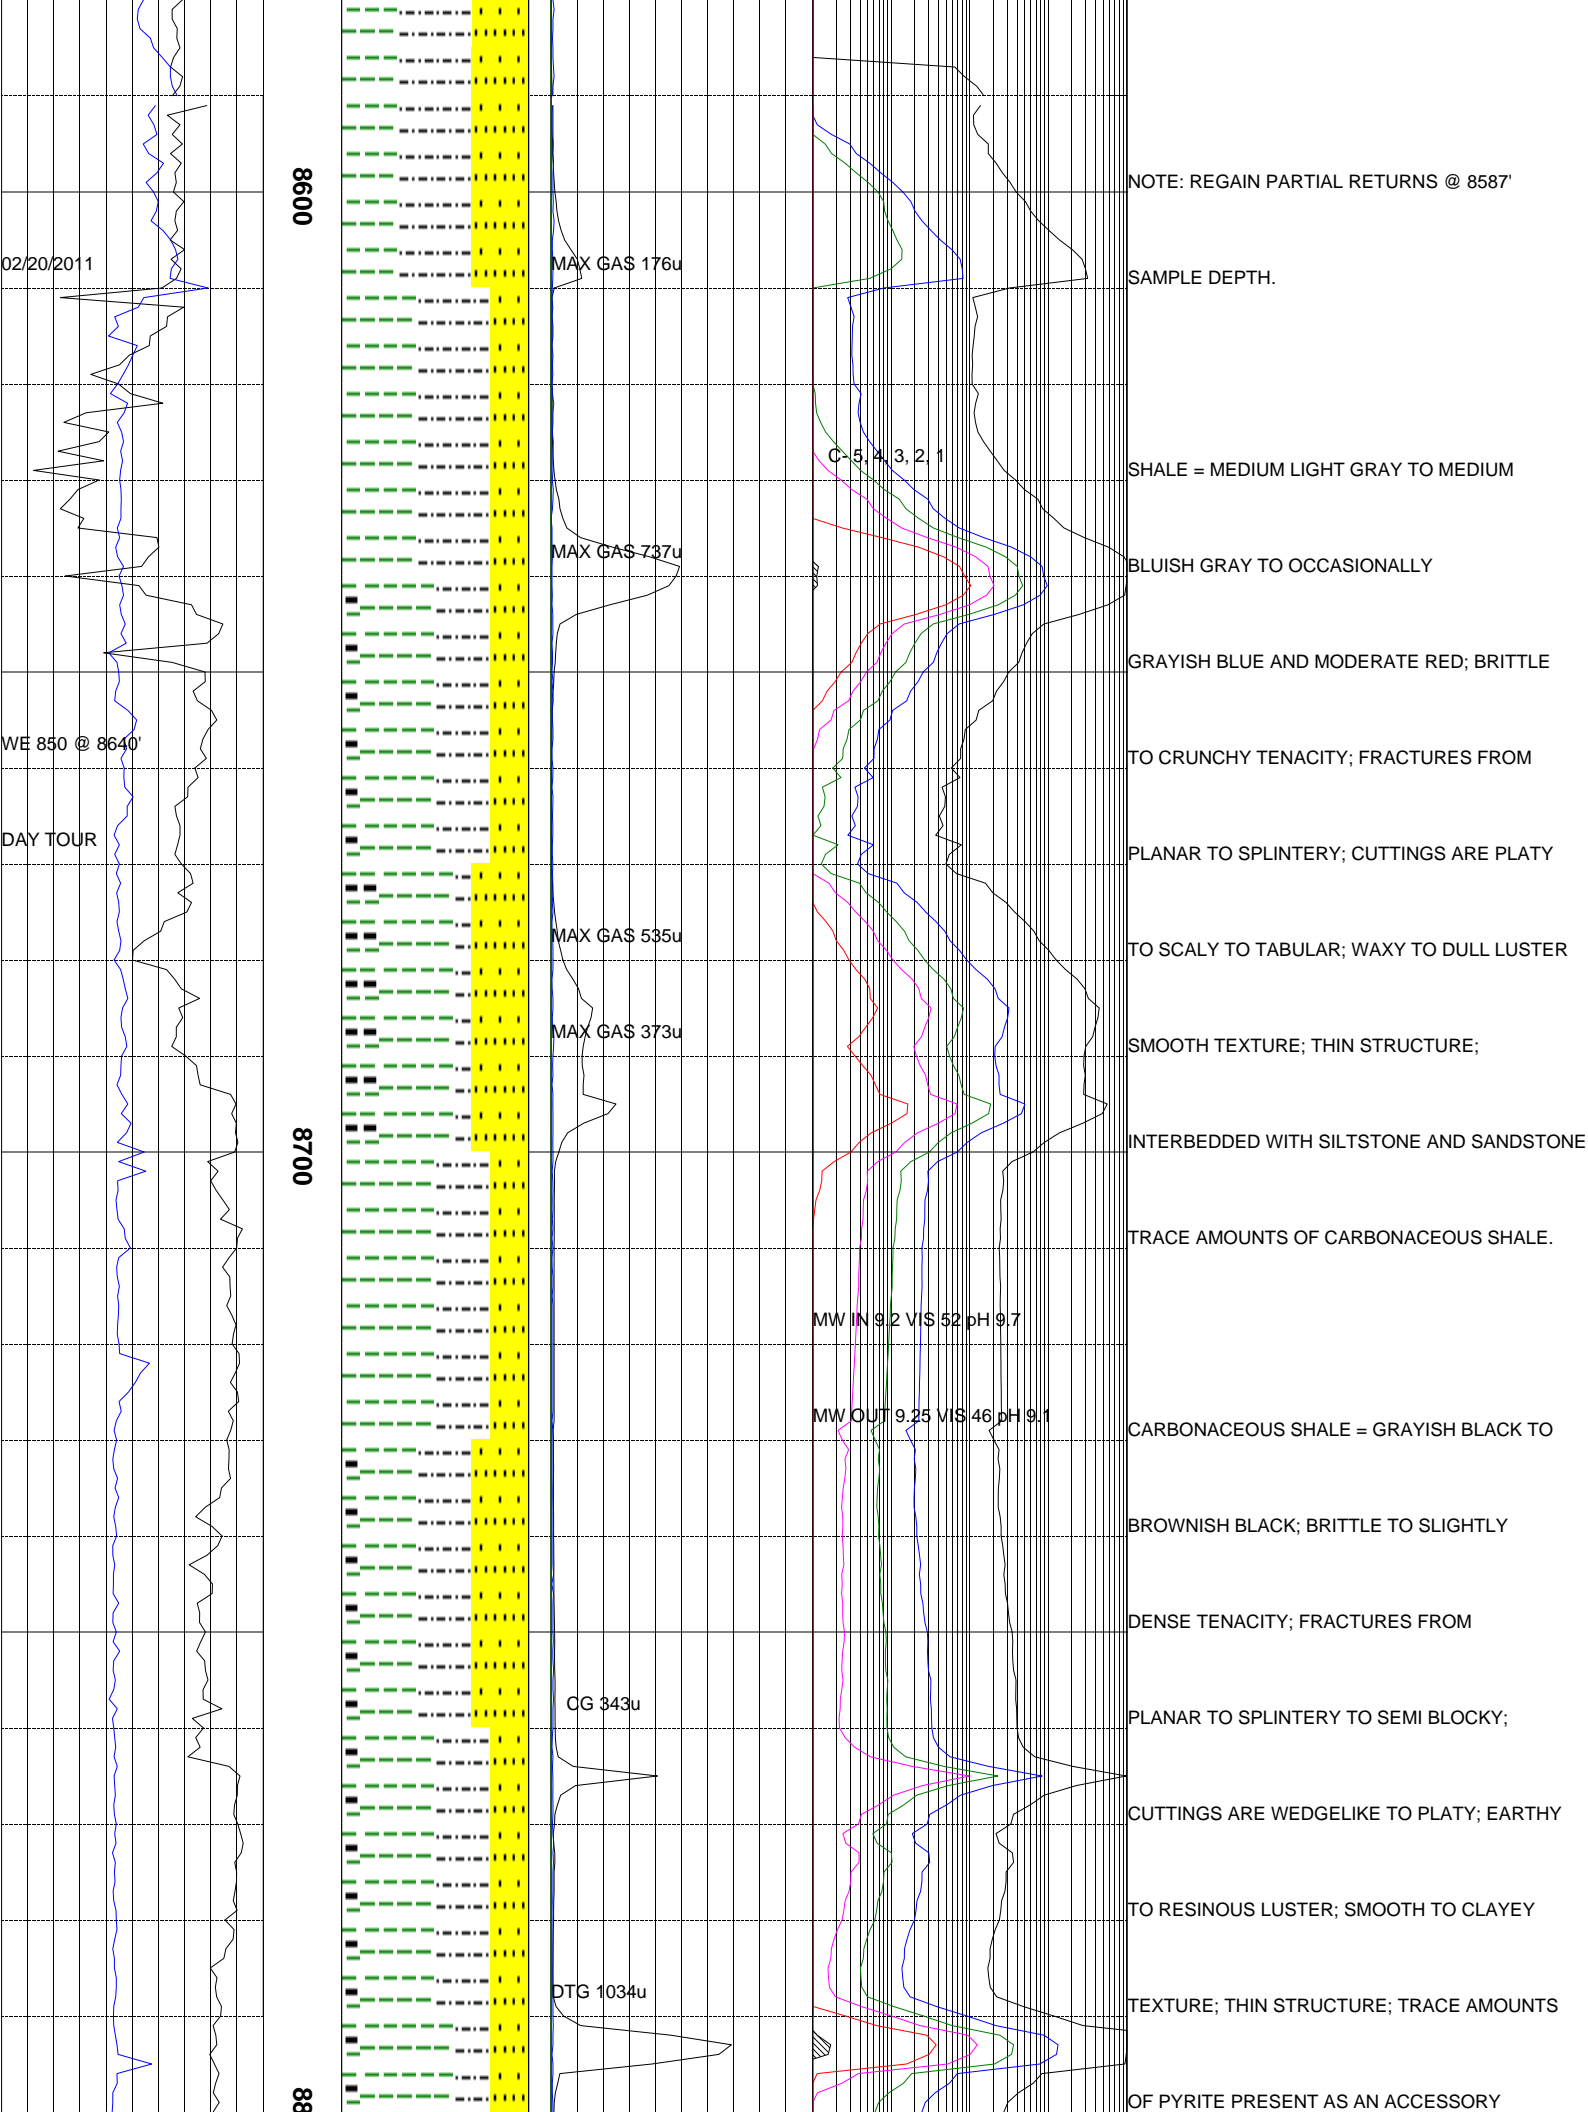 8600
NOTE: REGAIN PARTIAL RETURNS @ 8587'
02/20/2011
MAX GAS 176u
SAMPLE DEPTH.
C- 5, 4, 3, 2, 1
SHALE = MEDIUM LIGHT GRAY TO MEDIUM
MAX GAS 737u
BLUISH GRAY TO OCCASIONALLY
GRAYISH BLUE AND MODERATE RED; BRITTLE
WE 850 @ 8640'
TO CRUNCHY TENACITY; FRACTURES FROM
DAY TOUR
PLANAR TO SPLINTERY; CUTTINGS ARE PLATY
MAX GAS 535u
TO SCALY TO TABULAR; WAXY TO DULL LUSTER
MAX GAS 373u
SMOOTH TEXTURE; THIN STRUCTURE;
8700
INTERBEDDED WITH SILTSTONE AND SANDSTONE
TRACE AMOUNTS OF CARBONACEOUS SHALE.
MW IN 9.2 VIS 52 pH 9.7
MW OUT 9.25 VIS 46 pH 9.1
CARBONACEOUS SHALE = GRAYISH BLACK TO
BROWNISH BLACK; BRITTLE TO SLIGHTLY
DENSE TENACITY; FRACTURES FROM
CG 343u
PLANAR TO SPLINTERY TO SEMI BLOCKY;
CUTTINGS ARE WEDGELIKE TO PLATY; EARTHY
TO RESINOUS LUSTER; SMOOTH TO CLAYEY
DTG 1034u
TEXTURE; THIN STRUCTURE; TRACE AMOUNTS
88
OF PYRITE PRESENT AS AN ACCESSORY